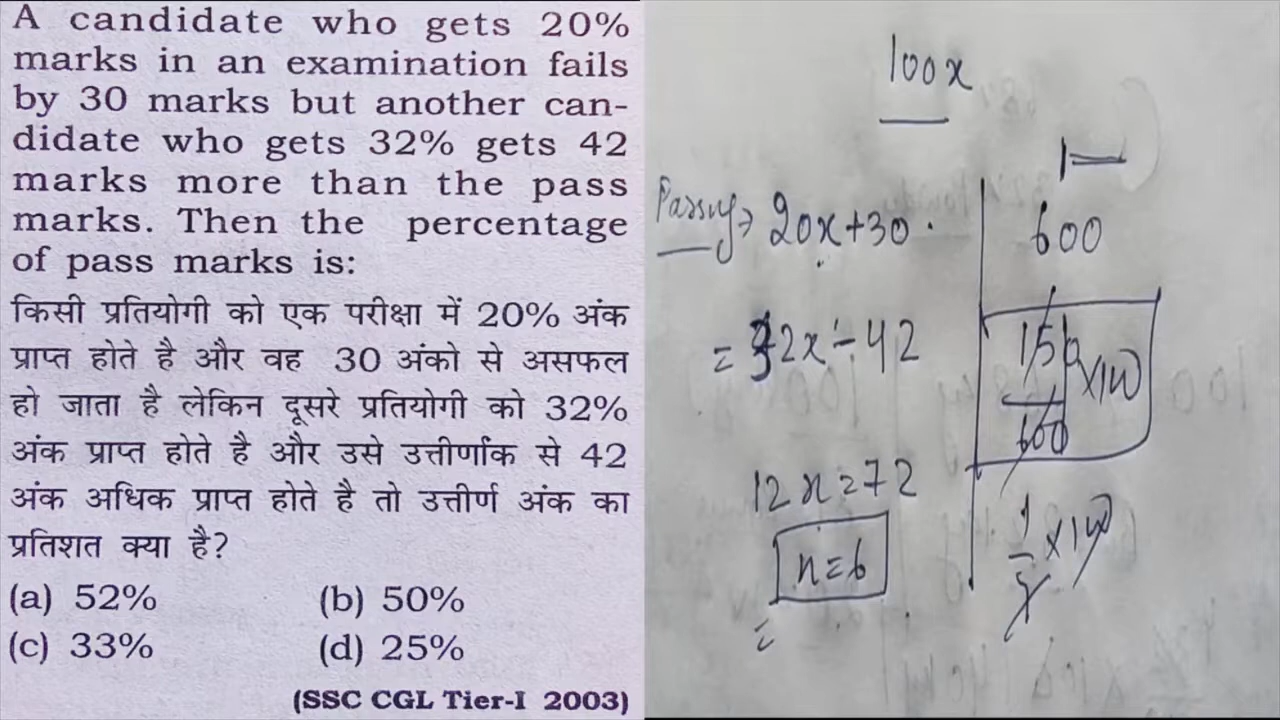 A candidate who gets 20%
marks in an examination fails
by 30 marks but another can-
didate who gets 32% gets 42
marks more than the pass
marks. Then the percentage
of pass marks is:
किसी प्रतियोगी को एक परीक्षा में 20% अंक
प्राप्त होते है और वह 30 अंको से असफल
हो जाता है लेकिन दूसरे प्रतियोगी को 32%
अंक प्राप्त होते है और उसे उत्तीर्णांक से 42
अंक अधिक प्राप्त होते है तो उत्तीर्ण अंक का
प्रतिशत क्या है?
(a) 52% (b) 50%
(c) 33% (d) 25%
(SSC CGL Tier-I 2003)
100x
20x+30
= 32x-42
12x=72
x=6
=
600
150
600
×100
1
×100